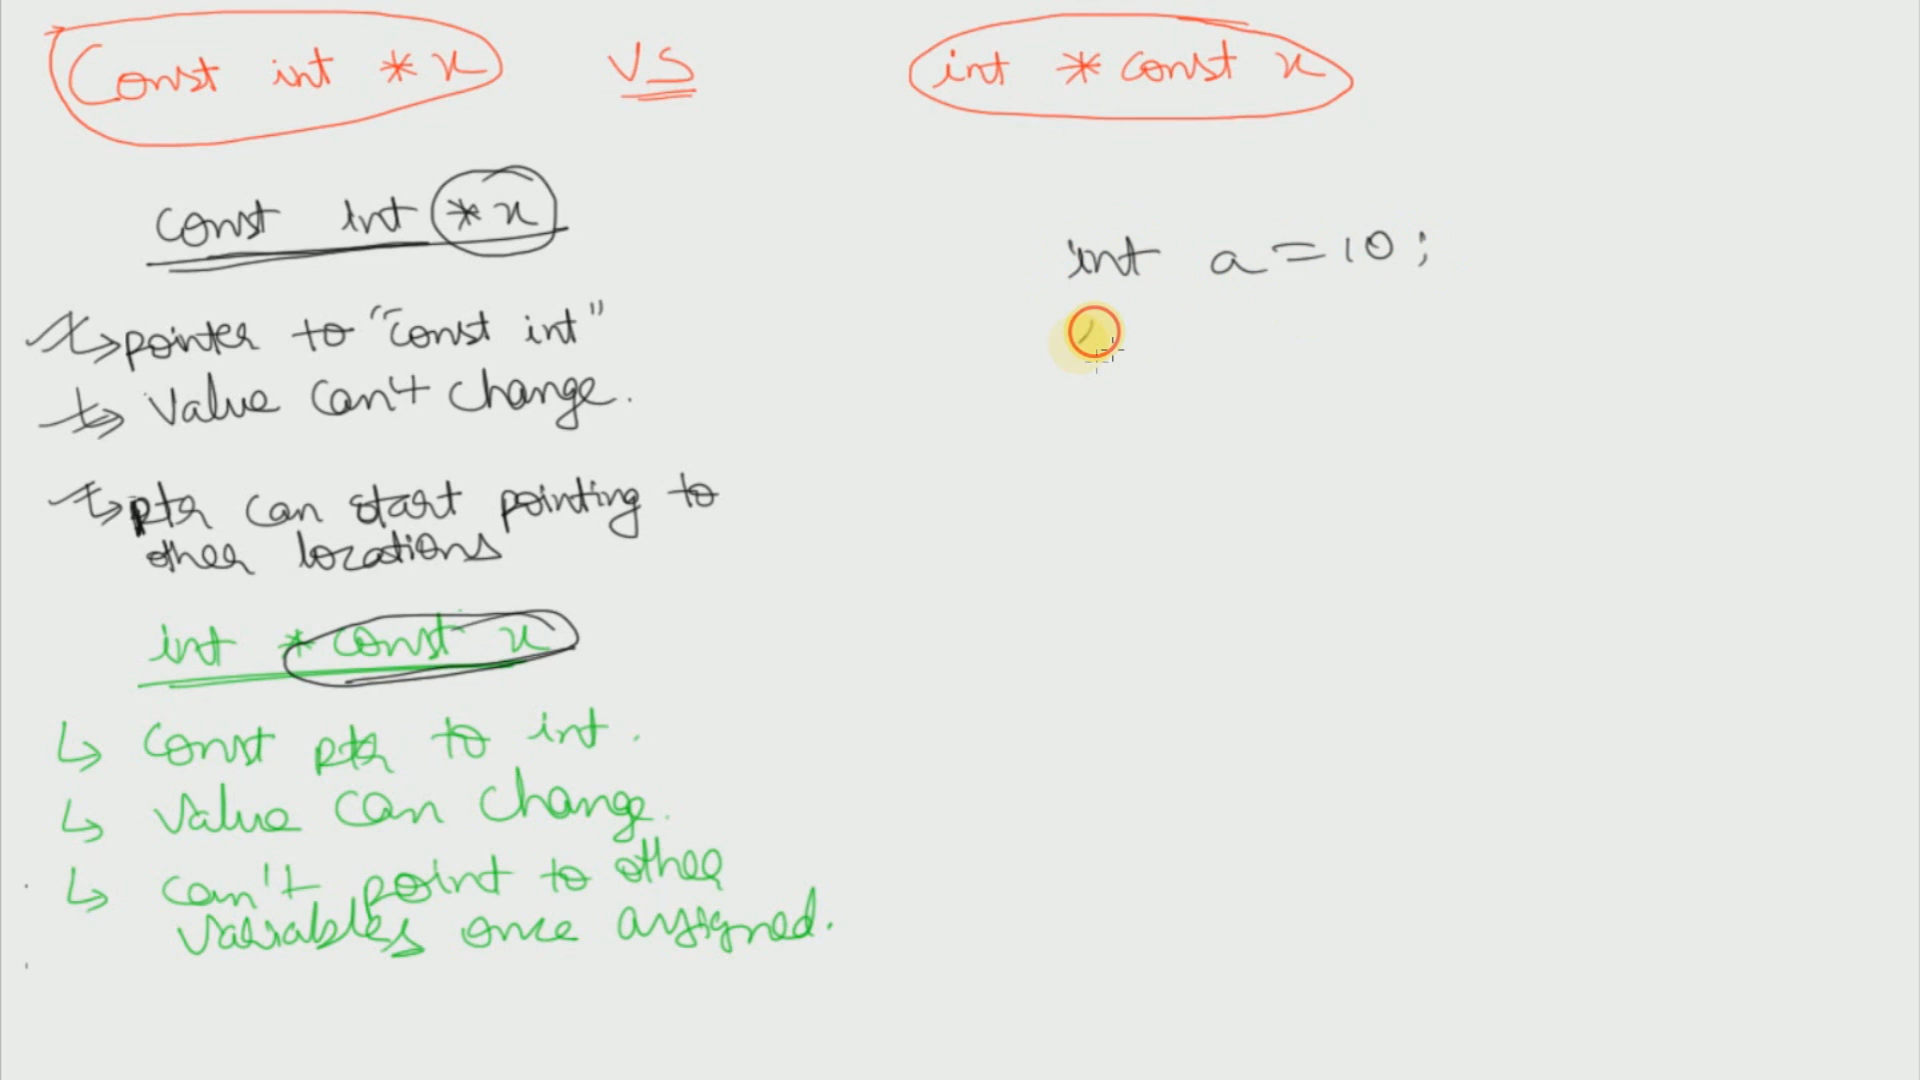 Const int *x VS int *const x
const int *x
pointer to "const int"
Value can't change.
ptr can start pointing to
other locations
int *const x
const ptr to int.
value can change.
can't point to other
variables once assigned.
int a = 10;